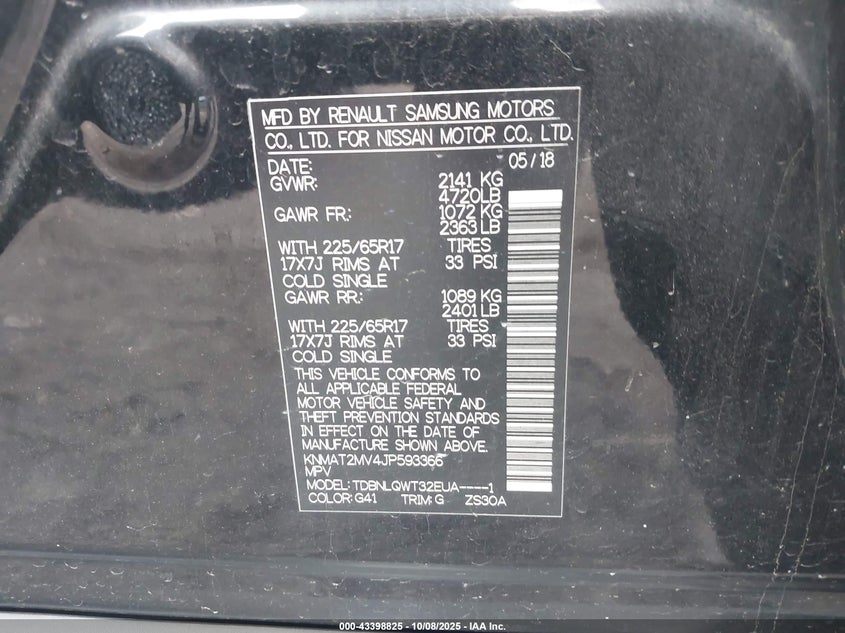 MFD BY RENAULT SAMSUNG MOTORS
CO., LTD. FOR NISSAN MOTOR CO., LTD.
DATE: 05/18
GVWR: 2141 KG
4720LB
GAWR FR: 1072 KG
2363 LB
WITH 225/65R17 TIRES
17X7J RIMS AT 33 PSI
COLD SINGLE
GAWR RR: 1089 KG
2401 LB
WITH 225/65R17 TIRES
17X7J RIMS AT 33 PSI
COLD SINGLE
THIS VEHICLE CONFORMS TO
ALL APPLICABLE FEDERAL
MOTOR VEHICLE SAFETY AND
THEFT PREVENTION STANDARDS
IN EFFECT ON THE DATE OF
MANUFACTURE SHOWN ABOVE.
KNMAT2MV4JP593366
MPV
MODEL: TDBNLQWT32EUA----1
COLOR: G41 TRIM: G ZS30A
000-43398825 - 10/08/2025 - IAA Inc.